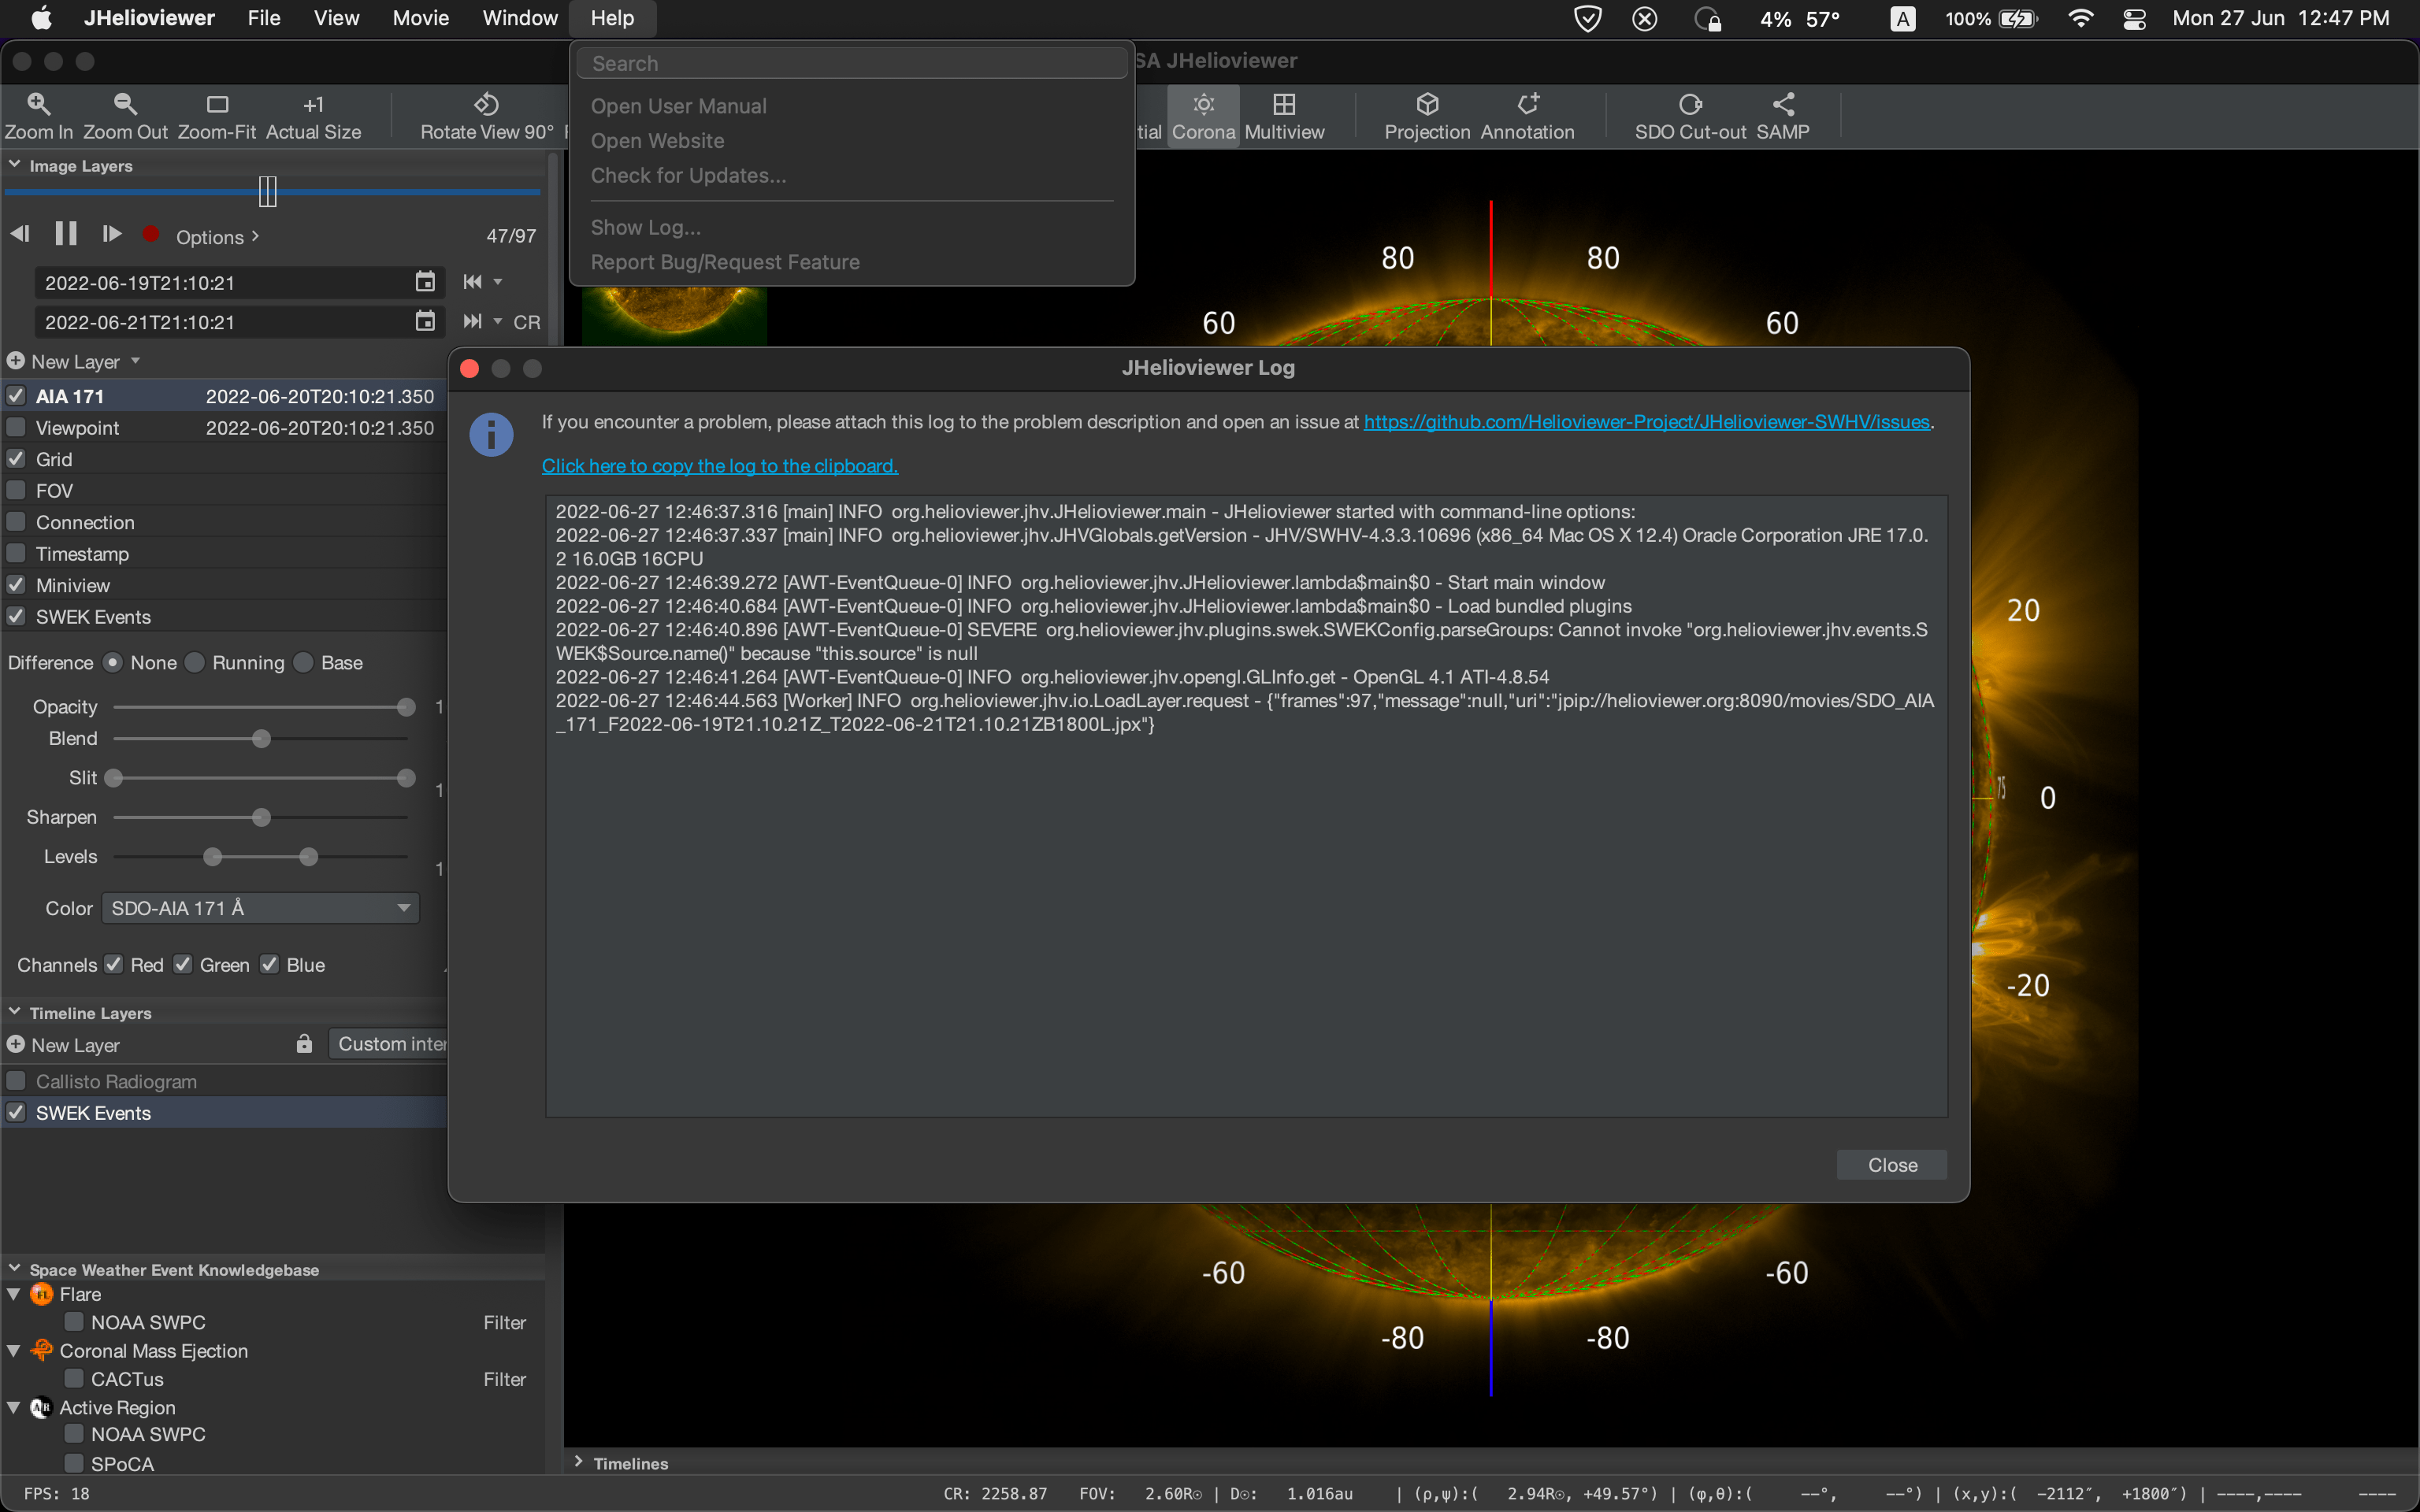 JHelioviewer File View Movie Window Help
4% 57° A 100% Mon 27 Jun 12:47 PM
SA JHelioviewer
Search
Open User Manual
Open Website
Check for Updates...
Show Log...
Report Bug/Request Feature
+1
Zoom In Zoom Out Zoom-Fit Actual Size Rotate View 90° tial Corona Multiview Projection Annotation SDO Cut-out SAMP
Image Layers
Options > 47/97
2022-06-19T21:10:21
2022-06-21T21:10:21 CR
New Layer
AIA 171 2022-06-20T20:10:21.350
Viewpoint 2022-06-20T20:10:21.350
Grid
FOV
Connection
Timestamp
Miniview
SWEK Events
Difference None Running Base
Opacity 1
Blend
Slit 1
Sharpen
Levels 1
Color SDO-AIA 171 Å
Channels Red Green Blue
Timeline Layers
New Layer Custom inter
Callisto Radiogram
SWEK Events
Space Weather Event Knowledgebase
FL Flare
NOAA SWPC Filter
Coronal Mass Ejection
CACTus Filter
AR Active Region
NOAA SWPC
SPoCA
80 80
60 60
20
75 0
-20
-60 -60
-80 -80
JHelioviewer Log
If you encounter a problem, please attach this log to the problem description and open an issue at https://github.com/Helioviewer-Project/JHelioviewer-SWHV/issues.
Click here to copy the log to the clipboard.
2022-06-27 12:46:37.316 [main] INFO org.helioviewer.jhv.JHelioviewer.main - JHelioviewer started with command-line options:
2022-06-27 12:46:37.337 [main] INFO org.helioviewer.jhv.JHVGlobals.getVersion - JHV/SWHV-4.3.3.10696 (x86_64 Mac OS X 12.4) Oracle Corporation JRE 17.0.
2 16.0GB 16CPU
2022-06-27 12:46:39.272 [AWT-EventQueue-0] INFO org.helioviewer.jhv.JHelioviewer.lambda$main$0 - Start main window
2022-06-27 12:46:40.684 [AWT-EventQueue-0] INFO org.helioviewer.jhv.JHelioviewer.lambda$main$0 - Load bundled plugins
2022-06-27 12:46:40.896 [AWT-EventQueue-0] SEVERE org.helioviewer.jhv.plugins.swek.SWEKConfig.parseGroups: Cannot invoke "org.helioviewer.jhv.events.S
WEK$Source.name()" because "this.source" is null
2022-06-27 12:46:41.264 [AWT-EventQueue-0] INFO org.helioviewer.jhv.opengl.GLInfo.get - OpenGL 4.1 ATI-4.8.54
2022-06-27 12:46:44.563 [Worker] INFO org.helioviewer.jhv.io.LoadLayer.request - {"frames":97,"message":null,"uri":"jpip://helioviewer.org:8090/movies/SDO_AIA
_171_F2022-06-19T21.10.21Z_T2022-06-21T21.10.21ZB1800L.jpx"}
Close
Timelines
FPS: 18 CR: 2258.87 FOV: 2.60R☉ | D☉: 1.016au | (ρ,ψ):( 2.94R☉, +49.57°) | (φ,θ):( --°, --°) | (x,y):( -2112″, +1800″) | ----,---- ----